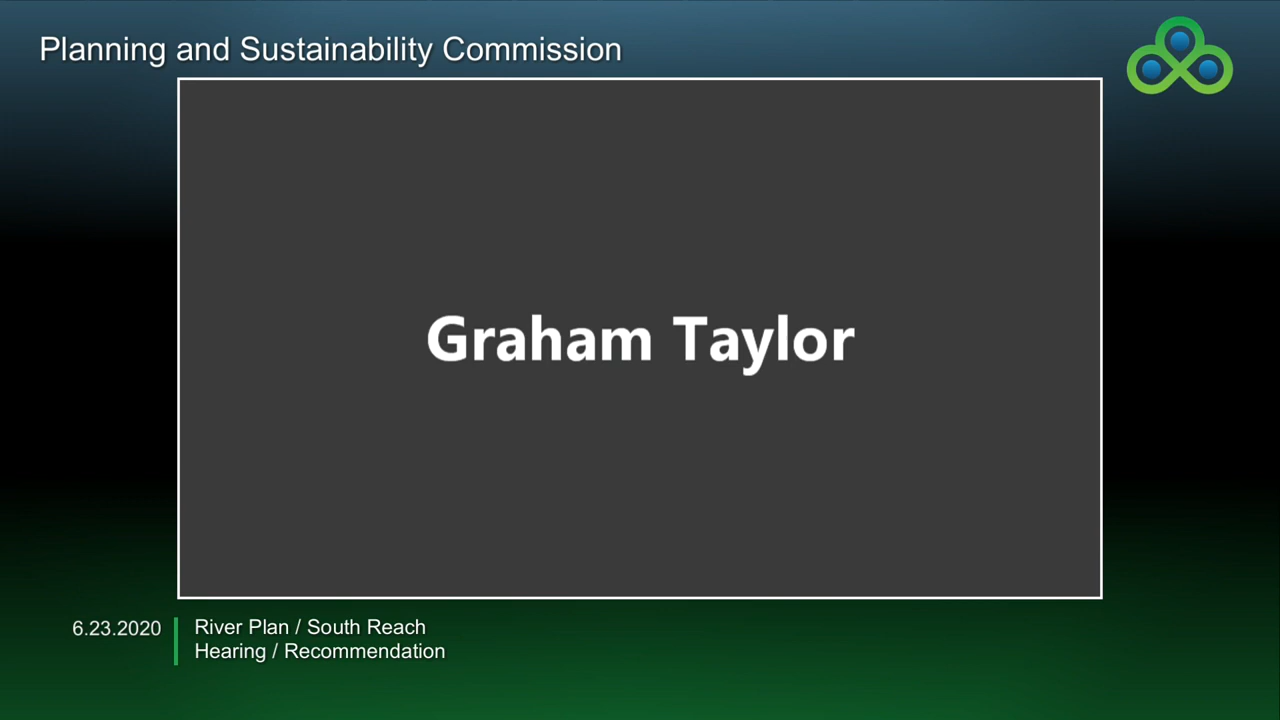 Planning and Sustainability Commission
Graham Taylor
6.23.2020
River Plan / South Reach
Hearing / Recommendation